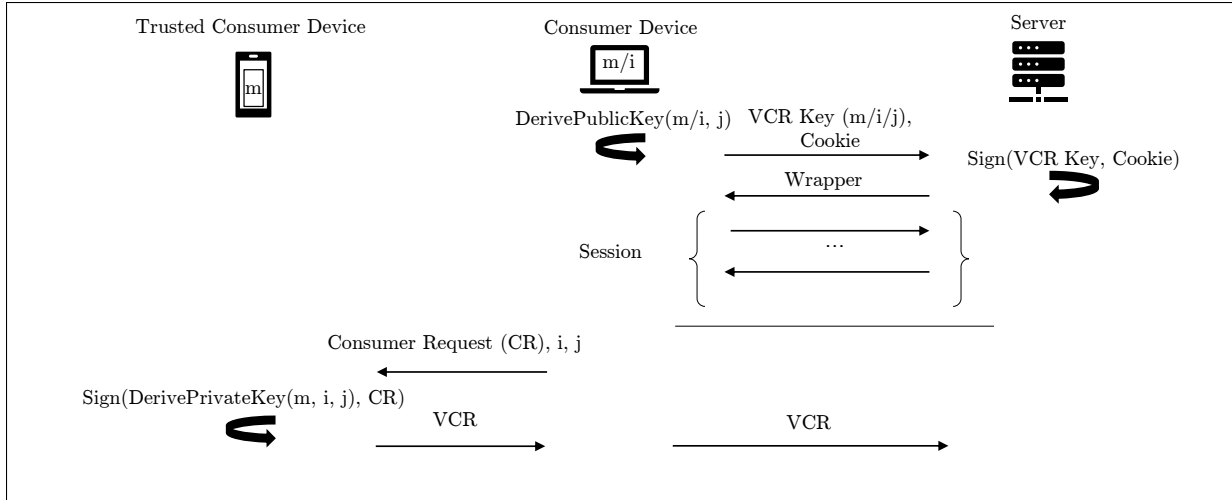 Trusted Consumer Device
Consumer Device
Server
m
m/i
DerivePublicKey(m/i, j)
VCR Key (m/i/j),
Cookie
Sign(VCR Key, Cookie)
Wrapper
...
Session
Consumer Request (CR), i, j
Sign(DerivePrivateKey(m, i, j), CR)
VCR
VCR